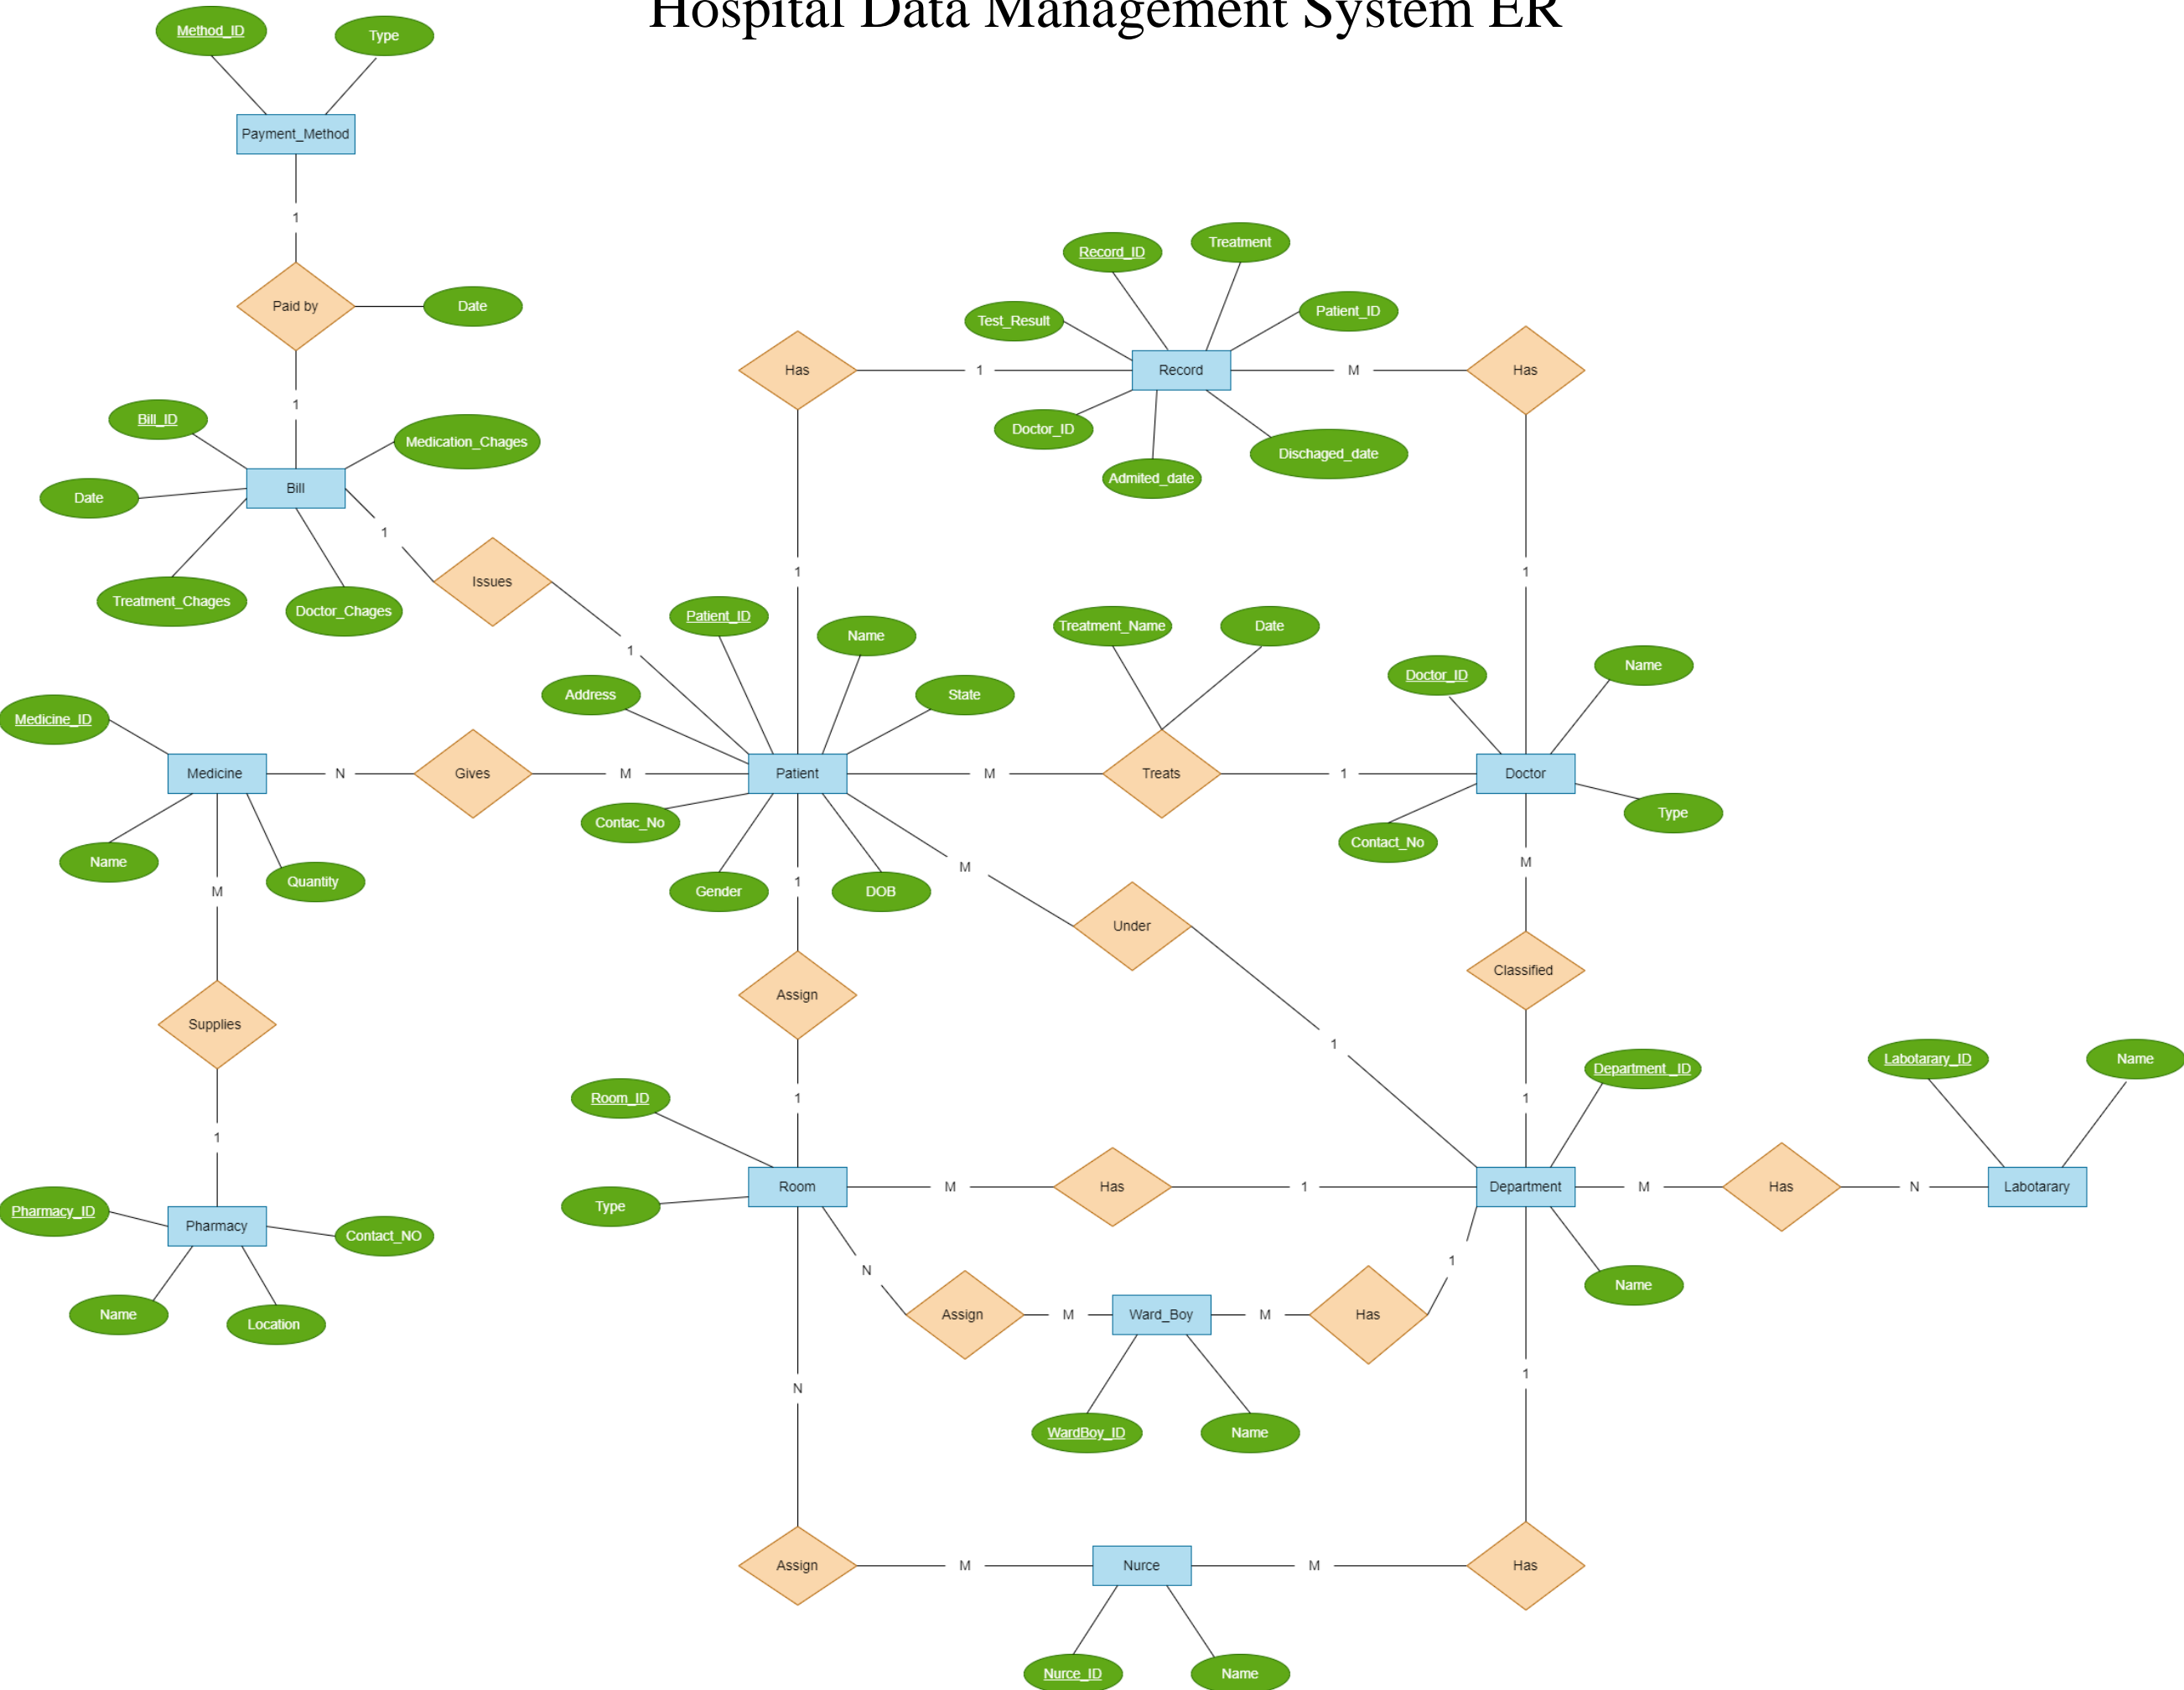 Hospital Data Management System ER
Method_ID
Type
Payment_Method
1
Paid by
Date
1
Bill_ID
Medication_Chages
Bill
Date
1
Treatment_Chages
Doctor_Chages
Issues
1
Record_ID
Treatment
Test_Result
Patient_ID
Has
1
Record
M
Has
Doctor_ID
Dischaged_date
Admited_date
1
1
Patient_ID
Name
Address
State
Treatment_Name
Date
Doctor_ID
Name
Medicine_ID
Medicine
N
Gives
M
Patient
M
Treats
1
Doctor
Contac_No
Type
Contact_No
Name
Quantity
M
Gender
1
DOB
M
M
Under
Classified
Assign
Supplies
1
Room_ID
1
1
Department_ID
Labotarary_ID
Name
1
Room
M
Has
1
Department
M
Has
N
Labotarary
Type
Pharmacy_ID
Pharmacy
Contact_NO
Name
Location
N
Assign
M
Ward_Boy
M
Has
1
Name
N
1
WardBoy_ID
Name
Assign
M
Nurce
M
Has
Nurce_ID
Name